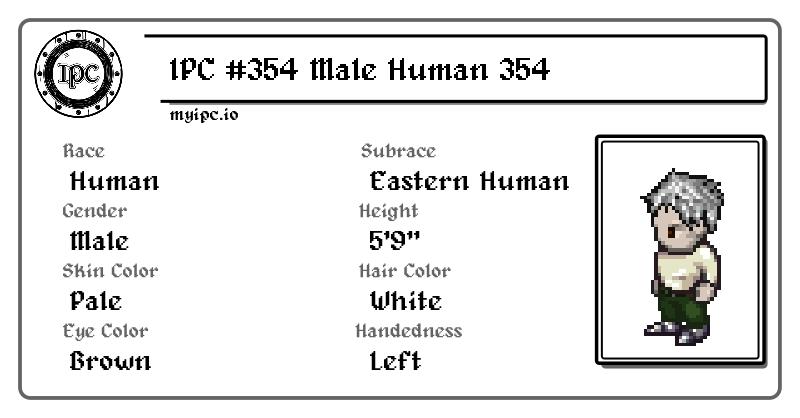 IPC
IPC #354 Male Human 354
myipc.io
Race
Human
Subrace
Eastern Human
Gender
Male
Height
5'9"
Skin Color
Pale
Hair Color
White
Eye Color
Brown
Handedness
Left